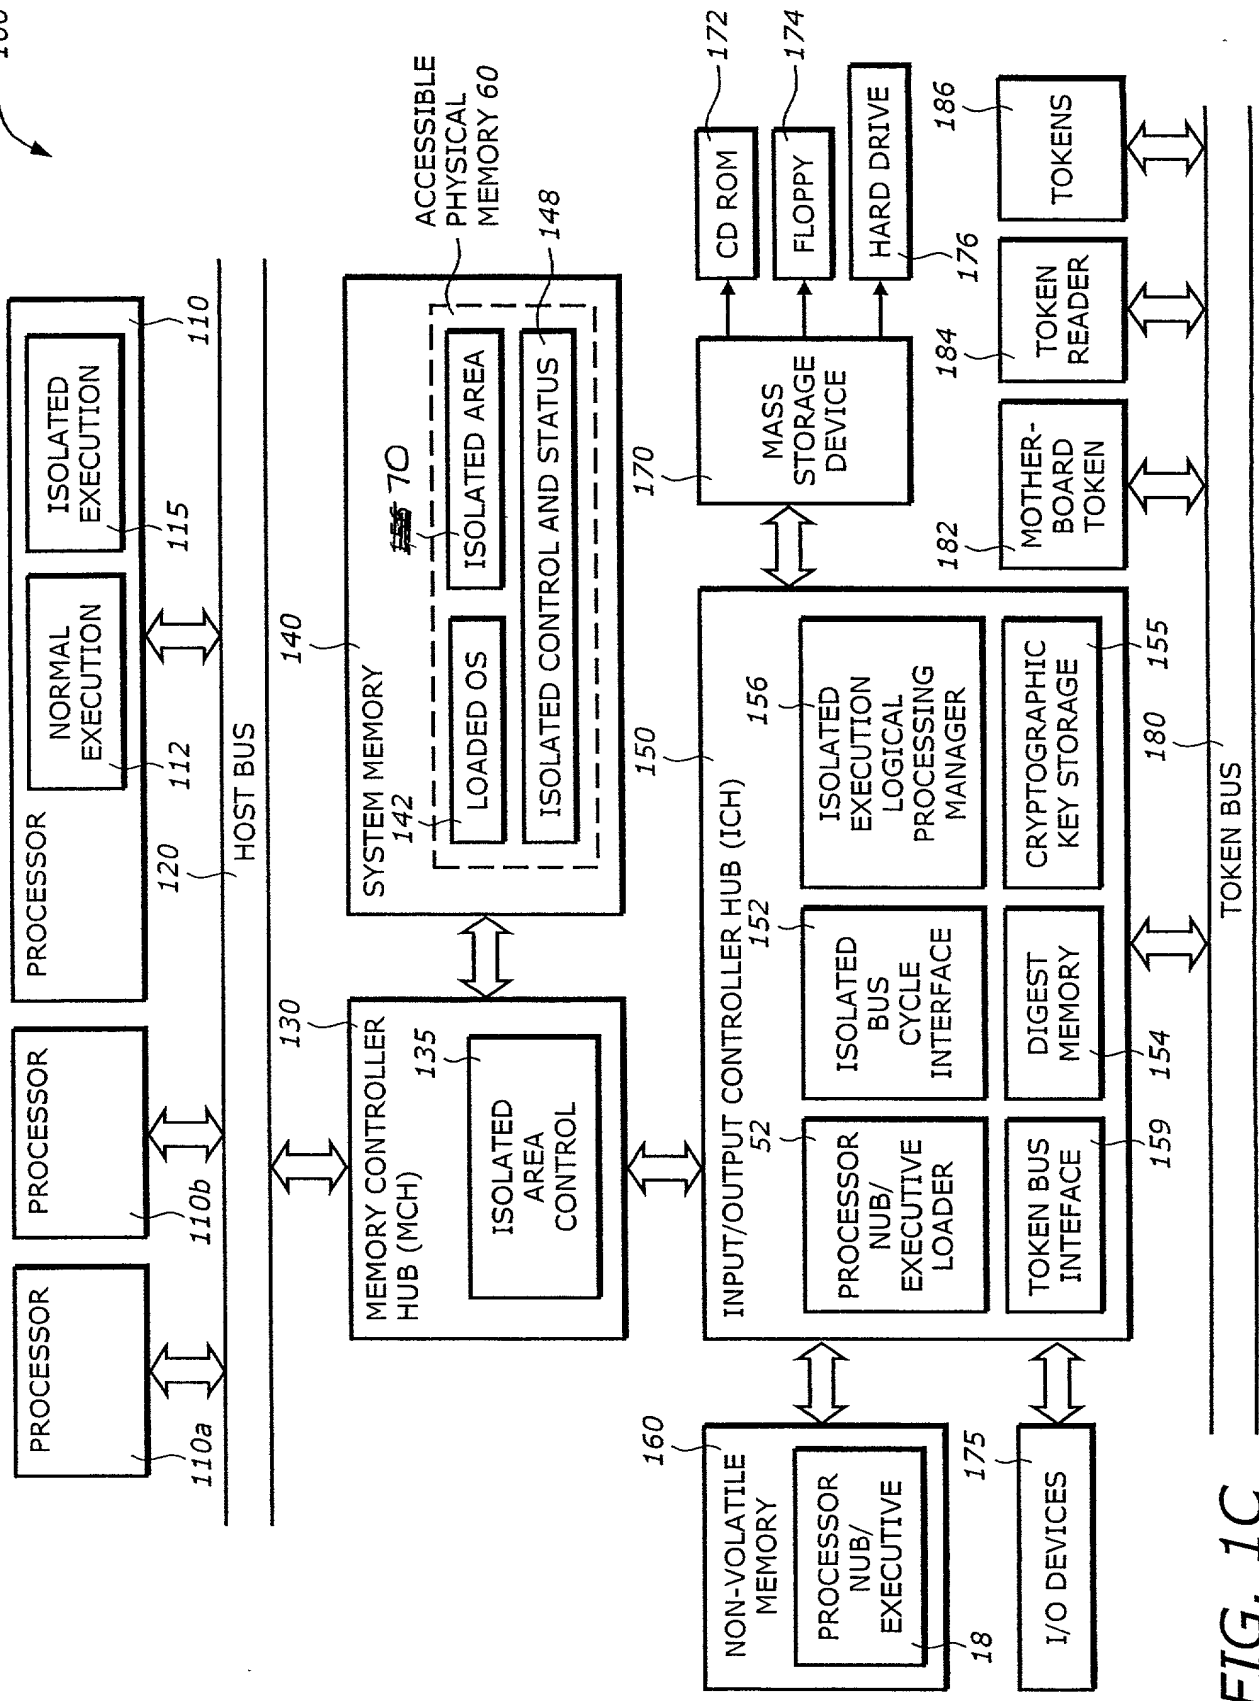 110a
PROCESSOR
110b
PROCESSOR
PROCESSOR
112
NORMAL
EXECUTION
115
ISOLATED
EXECUTION
110
120
HOST BUS
130
MEMORY CONTROLLER
HUB (MCH)
135
ISOLATED
AREA
CONTROL
140
SYSTEM MEMORY
142
LOADED OS
70
ISOLATED AREA
ISOLATED CONTROL AND STATUS
148
ACCESSIBLE
PHYSICAL
MEMORY 60
150
INPUT/OUTPUT CONTROLLER HUB (ICH)
52
PROCESSOR
NUB/
EXECUTIVE
LOADER
152
ISOLATED
BUS
CYCLE
INTERFACE
156
ISOLATED
EXECUTION
LOGICAL
PROCESSING
MANAGER
TOKEN BUS
INTEFACE
159
DIGEST
MEMORY
154
CRYPTOGRAPHIC
KEY STORAGE
155
160
NON-VOLATILE
MEMORY
PROCESSOR
NUB/
EXECUTIVE
18
175
I/O DEVICES
170
MASS
STORAGE
DEVICE
CD ROM
172
FLOPPY
174
HARD DRIVE
176
182
MOTHER-
BOARD
TOKEN
184
TOKEN
READER
186
TOKENS
180
TOKEN BUS
FIG. 1C